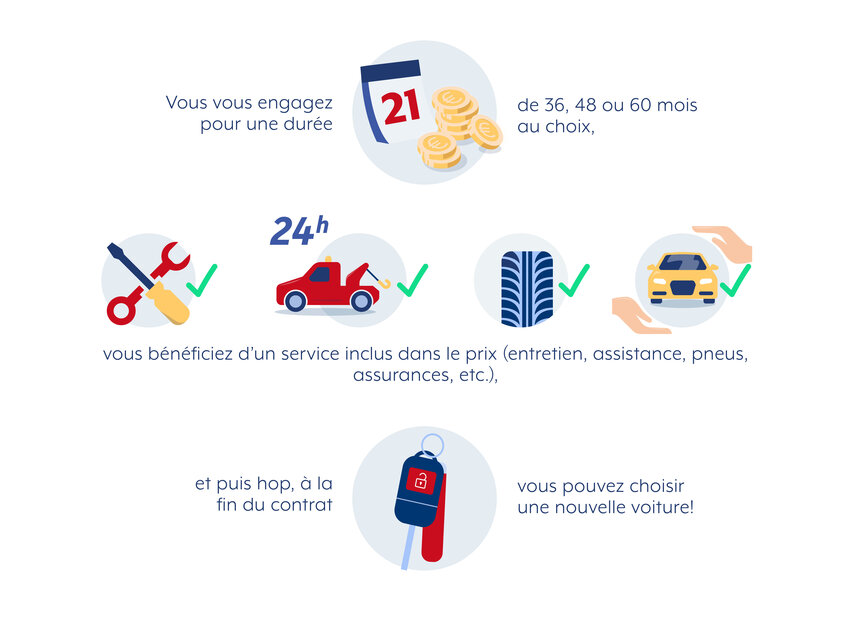 Vous vous engagez
pour une durée
21
de 36, 48 ou 60 mois
au choix,
24h
vous bénéficiez d’un service inclus dans le prix (entretien, assistance, pneus,
assurances, etc.),
et puis hop, à la
fin du contrat
vous pouvez choisir
une nouvelle voiture!